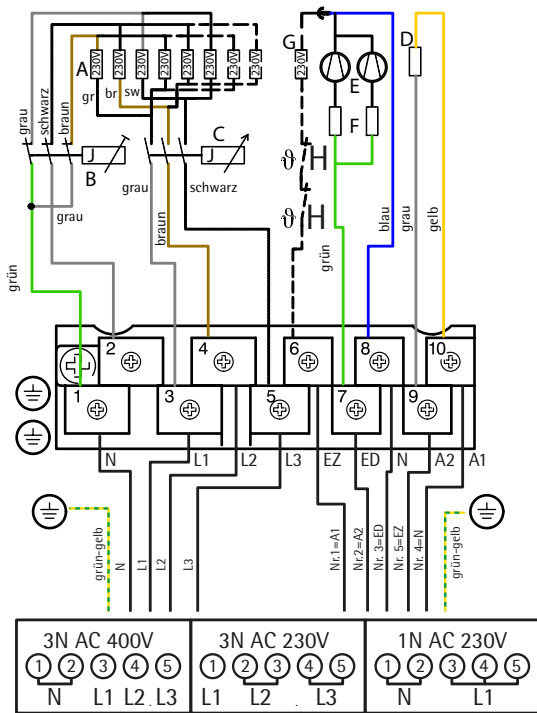 G
D
A
230V 230V 230V 230V 230V 230V 230V 230V
230V
E
gr br sw
F
grau
schwarz
braun
C
J
B
J
ϑ H
grau
schwarz
grau
braun
ϑ H
grün
blau
grau
gelb
grün
2 4 6 8 10
1 3 5 7 9
N L1 L2 L3 EZ ED N A2 A1
grün-gelb
N
L1
L2
L3
Nr.1=A1
Nr.2=A2
Nr. 3=ED
Nr. 5=EZ
Nr. 4=N
grün-gelb
3N AC 400V
1 2 3 4 5
N L1 L2 . L3
3N AC 230V
1 2 3 4 5
L1 L2 . L3
1N AC 230V
1 2 3 4 5
N L1